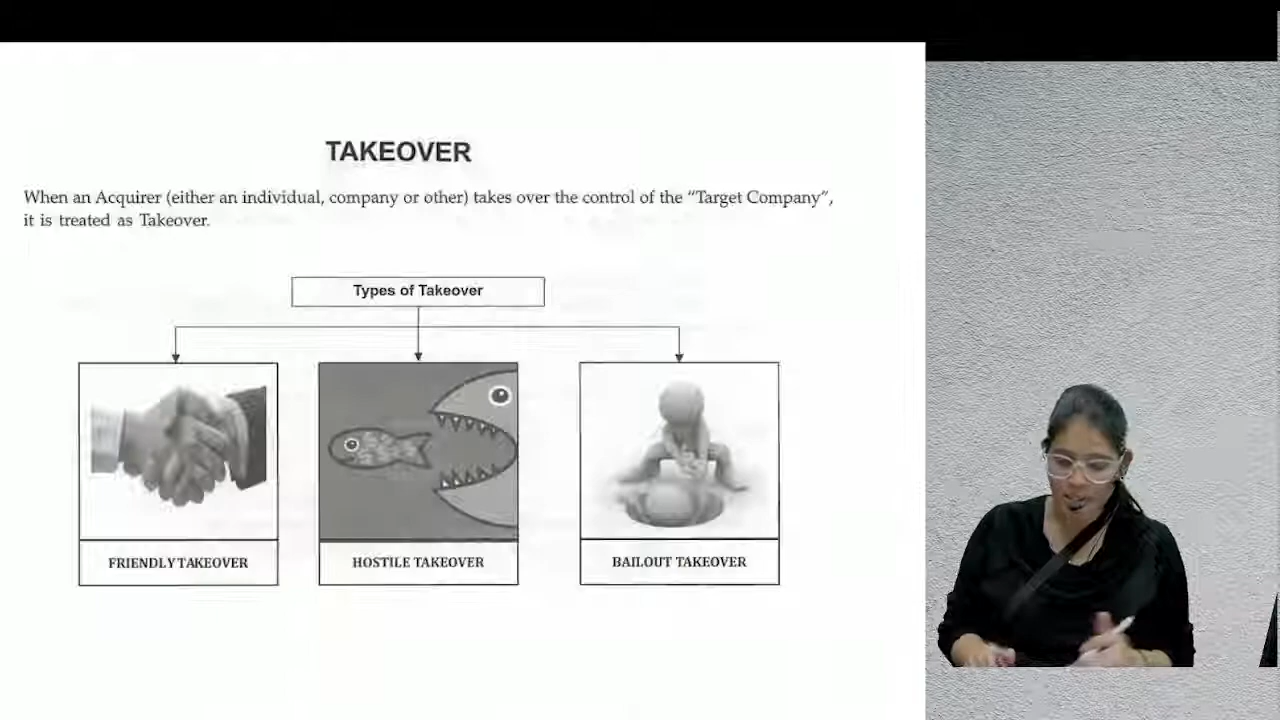 TAKEOVER
When an Acquirer (either an individual, company or other) takes over the control of the “Target Company”,
it is treated as Takeover.
Types of Takeover
FRIENDLY TAKEOVER
HOSTILE TAKEOVER
BAILOUT TAKEOVER